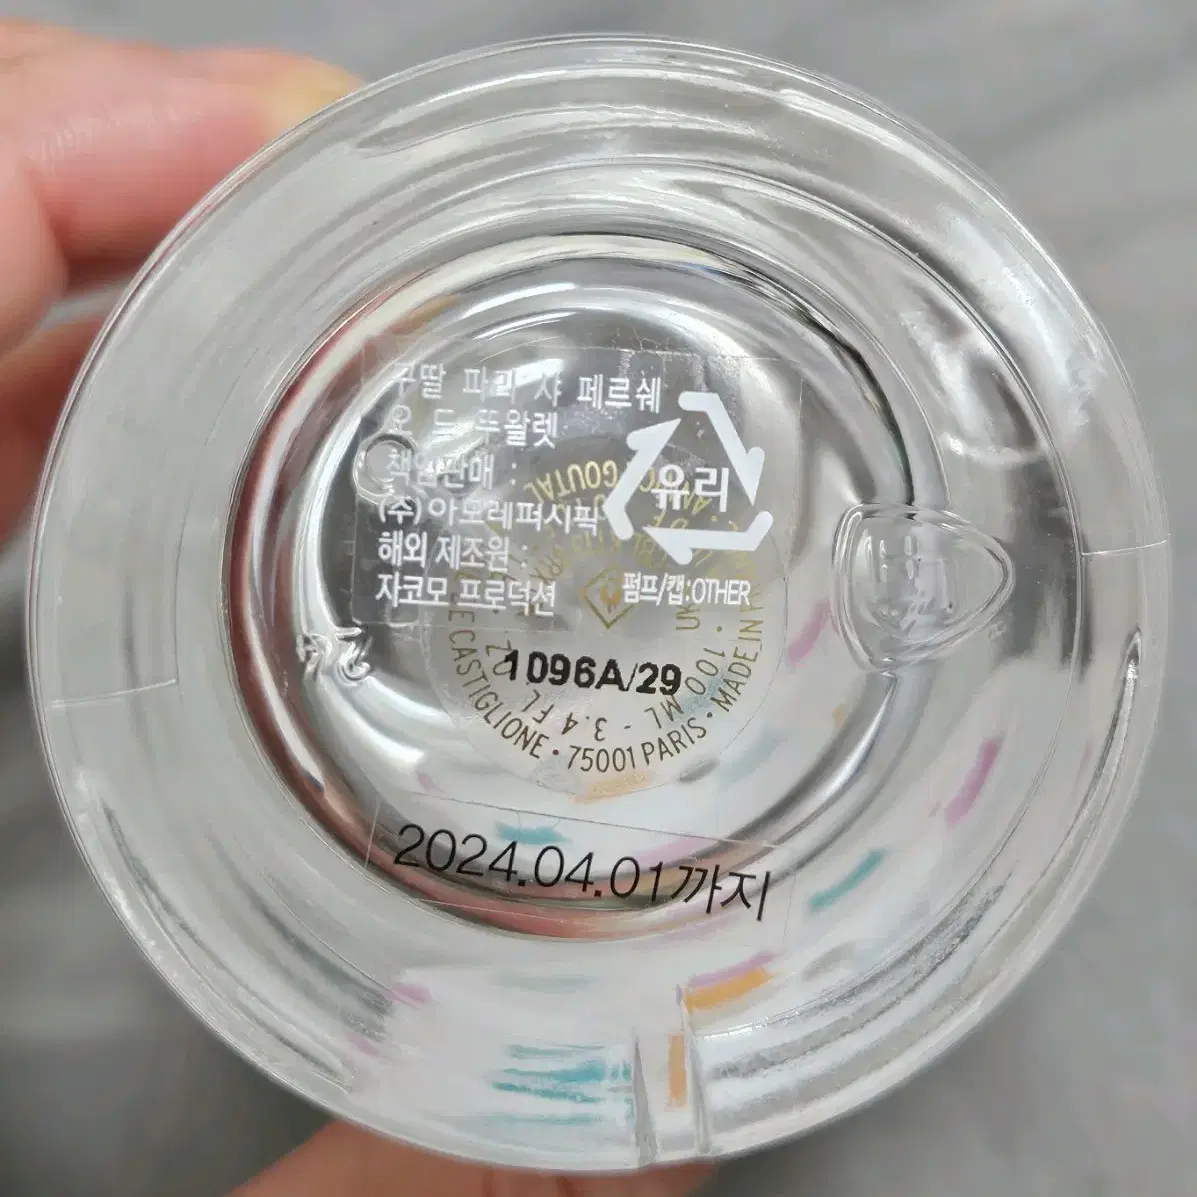 구딸 파리 샤 페르쉐
오 드 뚜왈렛
책임판매 :
(주)아모레퍼시픽
해외 제조원 :
쟈코모 프로덕션
유리
펌프/캡:OTHER
1096A/29
GOUTAL
CASTIGLIONE • 75001 PARIS • MADE IN
100 ML - 3.4 FL. OZ.
2024.04.01까지